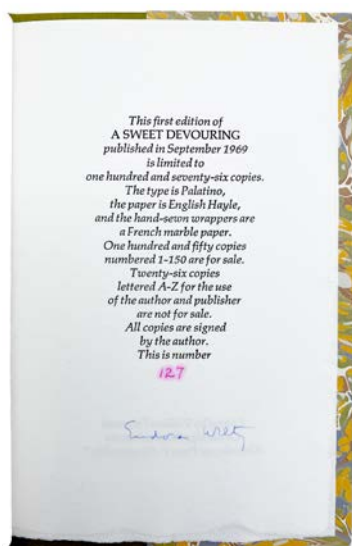 This first edition of
A SWEET DEVOURING
published in September 1969
is limited to
one hundred and seventy-six copies.
The type is Palatino,
the paper is English Hayle,
and the hand-sewn wrappers are
a French marble paper.
One hundred and fifty copies
numbered 1-150 are for sale.
Twenty-six copies
lettered A-Z for the use
of the author and publisher
are not for sale.
All copies are signed
by the author.
This is number
127
Eudora Welty